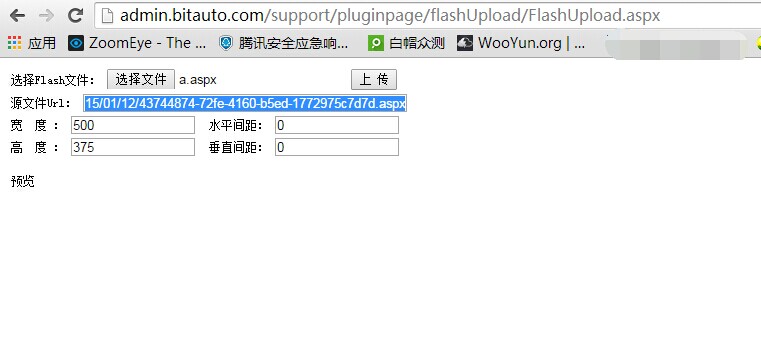 admin.bitauto.com/support/pluginpage/flashUpload/FlashUpload.aspx
应用 ZoomEye - The ... 腾讯安全应急响... 白帽众测 WooYun.org | ...
选择Flash文件: 选择文件 a.aspx 上 传
源文件Url: 15/01/12/43744874-72fe-4160-b5ed-1772975c7d7d.aspx
宽 度 : 500 水平间距: 0
高 度 : 375 垂直间距: 0
预览